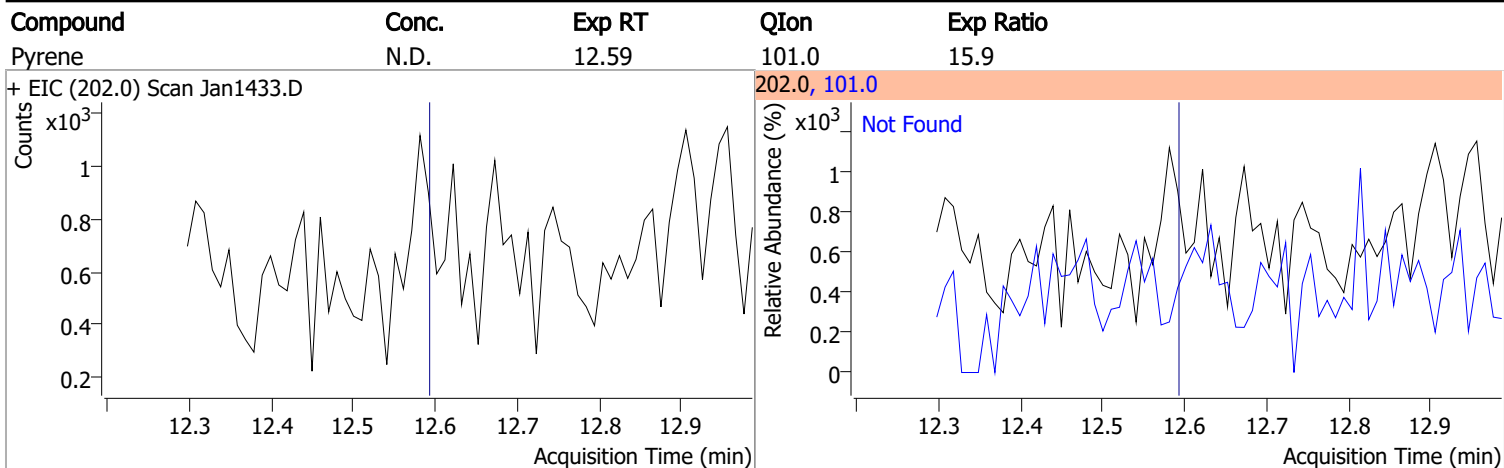 Compound Conc. Exp RT QIon Exp Ratio
Pyrene N.D. 12.59 101.0 15.9
+ EIC (202.0) Scan Jan1433.D
Counts
x10³
1
0.8
0.6
0.4
0.2
12.3 12.4 12.5 12.6 12.7 12.8 12.9
Acquisition Time (min)
202.0, 101.0
Relative Abundance (%)
x10³
Not Found
1
0.8
0.6
0.4
0.2
0
12.3 12.4 12.5 12.6 12.7 12.8 12.9
Acquisition Time (min)